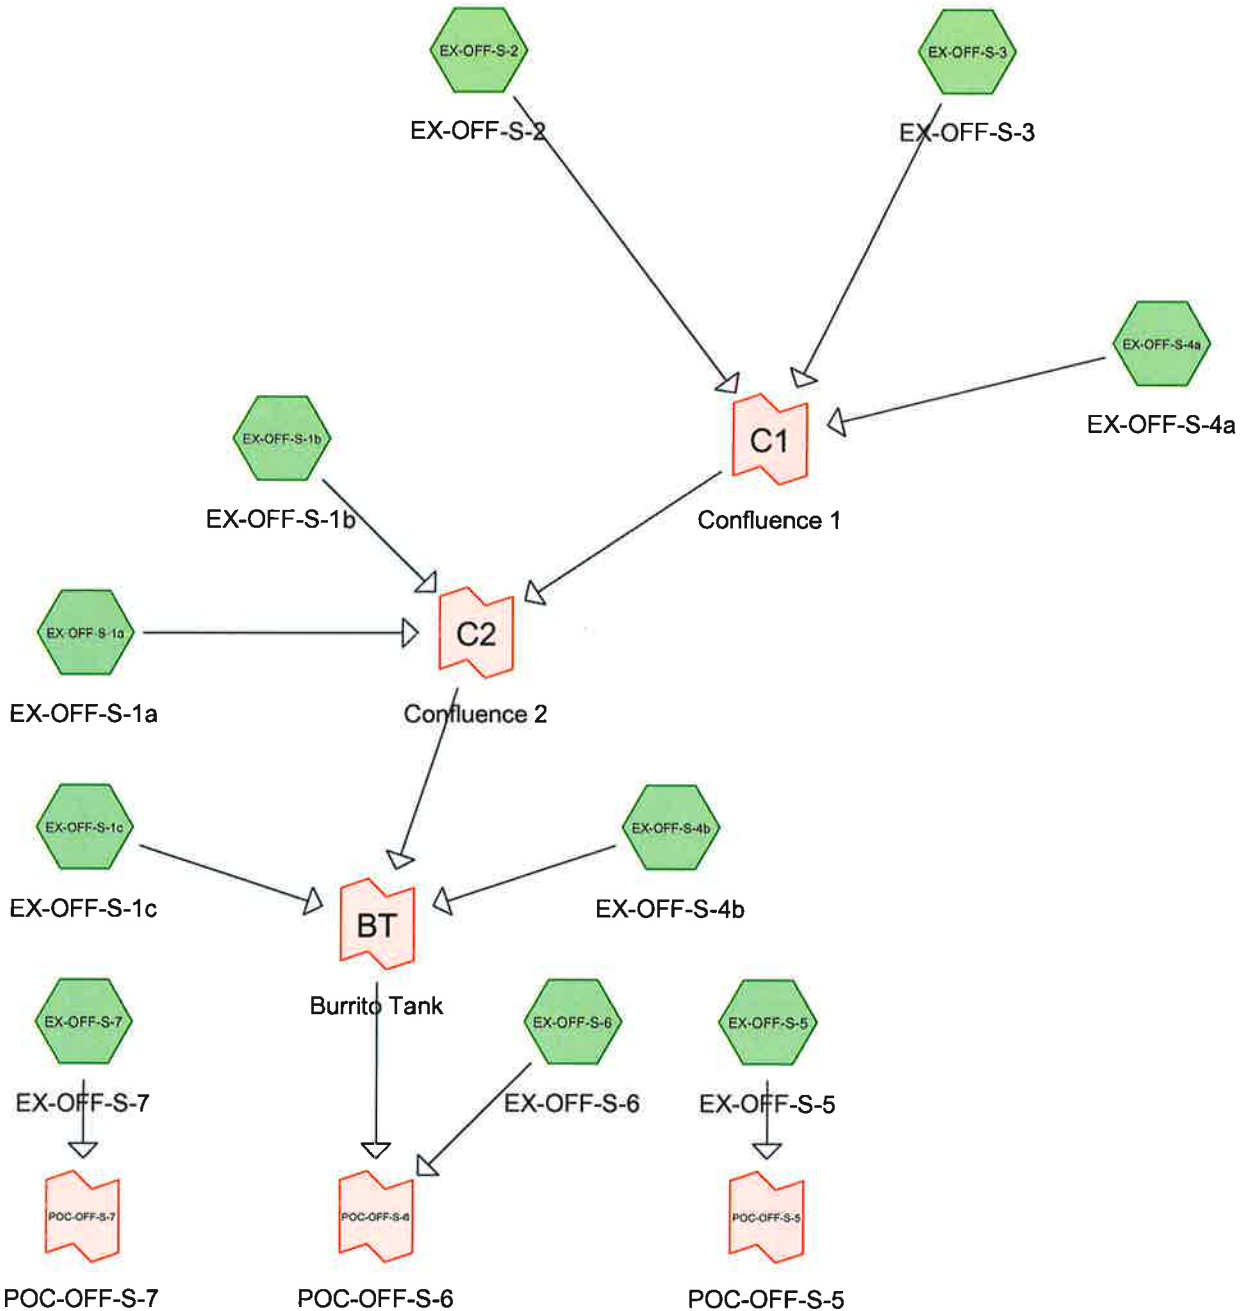 EX-OFF-S-2
EX-OFF-S-2
EX-OFF-S-3
EX-OFF-S-3
EX-OFF-S-4a
EX-OFF-S-4a
C1
Confluence 1
EX-OFF-S-1b
EX-OFF-S-1b
C2
Confluence 2
EX-OFF-S-1a
EX-OFF-S-1a
EX-OFF-S-1c
EX-OFF-S-1c
EX-OFF-S-4b
EX-OFF-S-4b
BT
Burrito Tank
EX-OFF-S-7
EX-OFF-S-7
EX-OFF-S-6
EX-OFF-S-6
EX-OFF-S-5
EX-OFF-S-5
POC-OFF-S-7
POC-OFF-S-7
POC-OFF-S-6
POC-OFF-S-6
POC-OFF-S-5
POC-OFF-S-5